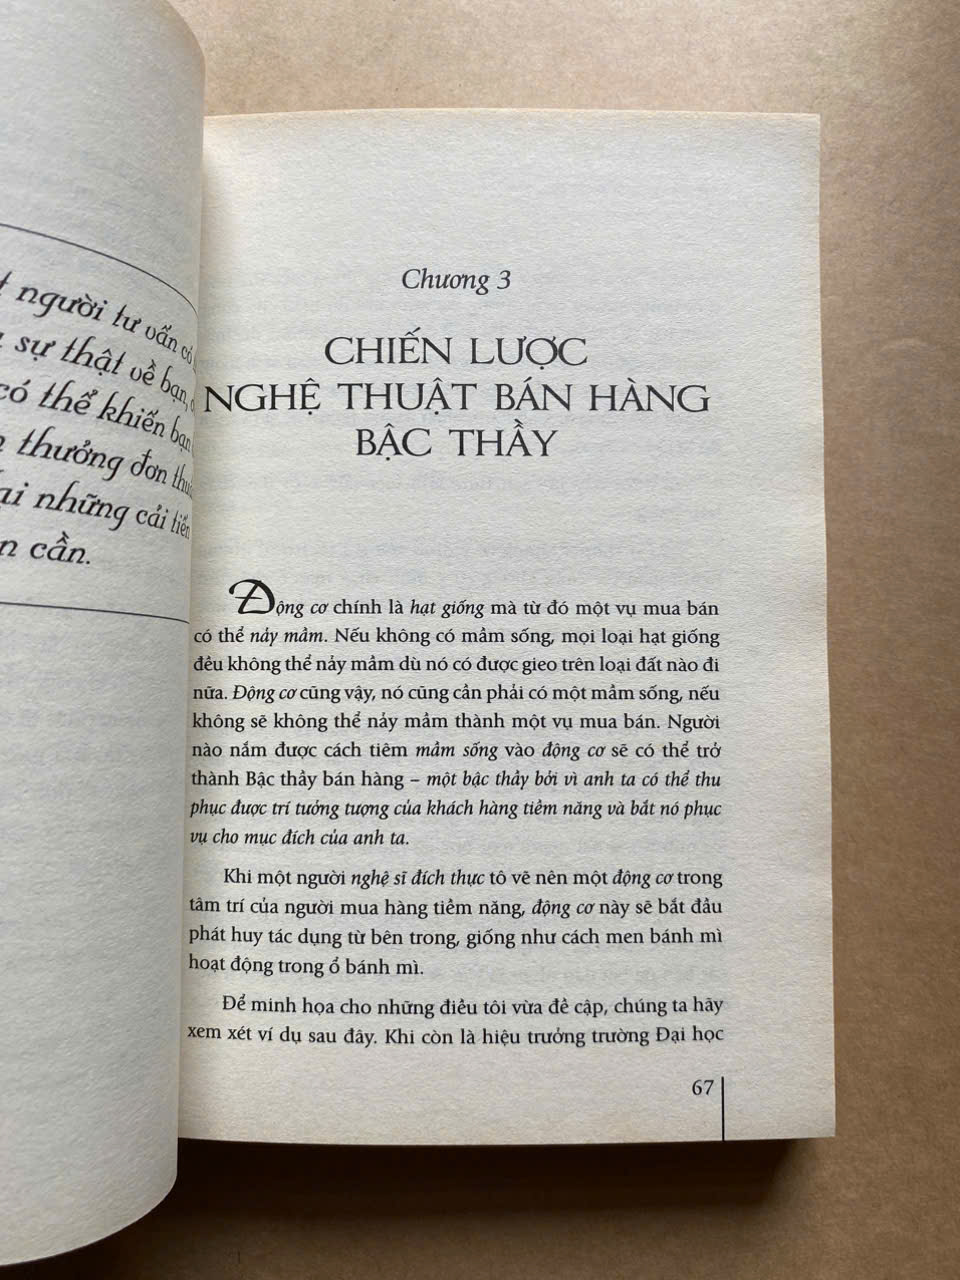 người tư vấn có
sự thật về bạn,
có thể khiến bạn
thưởng đơn
những cải tiến
cần.
Chương 3
CHIẾN LƯỢC
NGHỆ THUẬT BÁN HÀNG
BẬC THẦY
Động cơ chính là hạt giống mà từ đó một vụ mua bán
có thể nảy mầm. Nếu không có mầm sống, mọi loại hạt giống
đều không thể nảy mầm dù nó có được gieo trên loại đất nào đi
nữa. Động cơ cũng vậy, nó cũng cần phải có một mầm sống, nếu
không sẽ không thể nảy mầm thành một vụ mua bán. Người
nào nắm được cách tiêm mầm sống vào động cơ sẽ có thể trở
thành Bậc thầy bán hàng – một bậc thầy bởi vì anh ta có thể thu
phục được trí tưởng tượng của khách hàng tiềm năng và bắt nó phục
vụ cho mục đích của anh ta.
Khi một người nghệ sĩ đích thực tô vẽ nên một động cơ trong
tâm trí của người mua hàng tiềm năng, động cơ này sẽ bắt đầu
phát huy tác dụng từ bên trong, giống như cách men bánh mì
hoạt động trong ổ bánh mì.
Để minh họa cho những điều tôi vừa đề cập, chúng ta hãy
xem xét ví dụ sau đây. Khi còn là hiệu trưởng trường Đại học
67